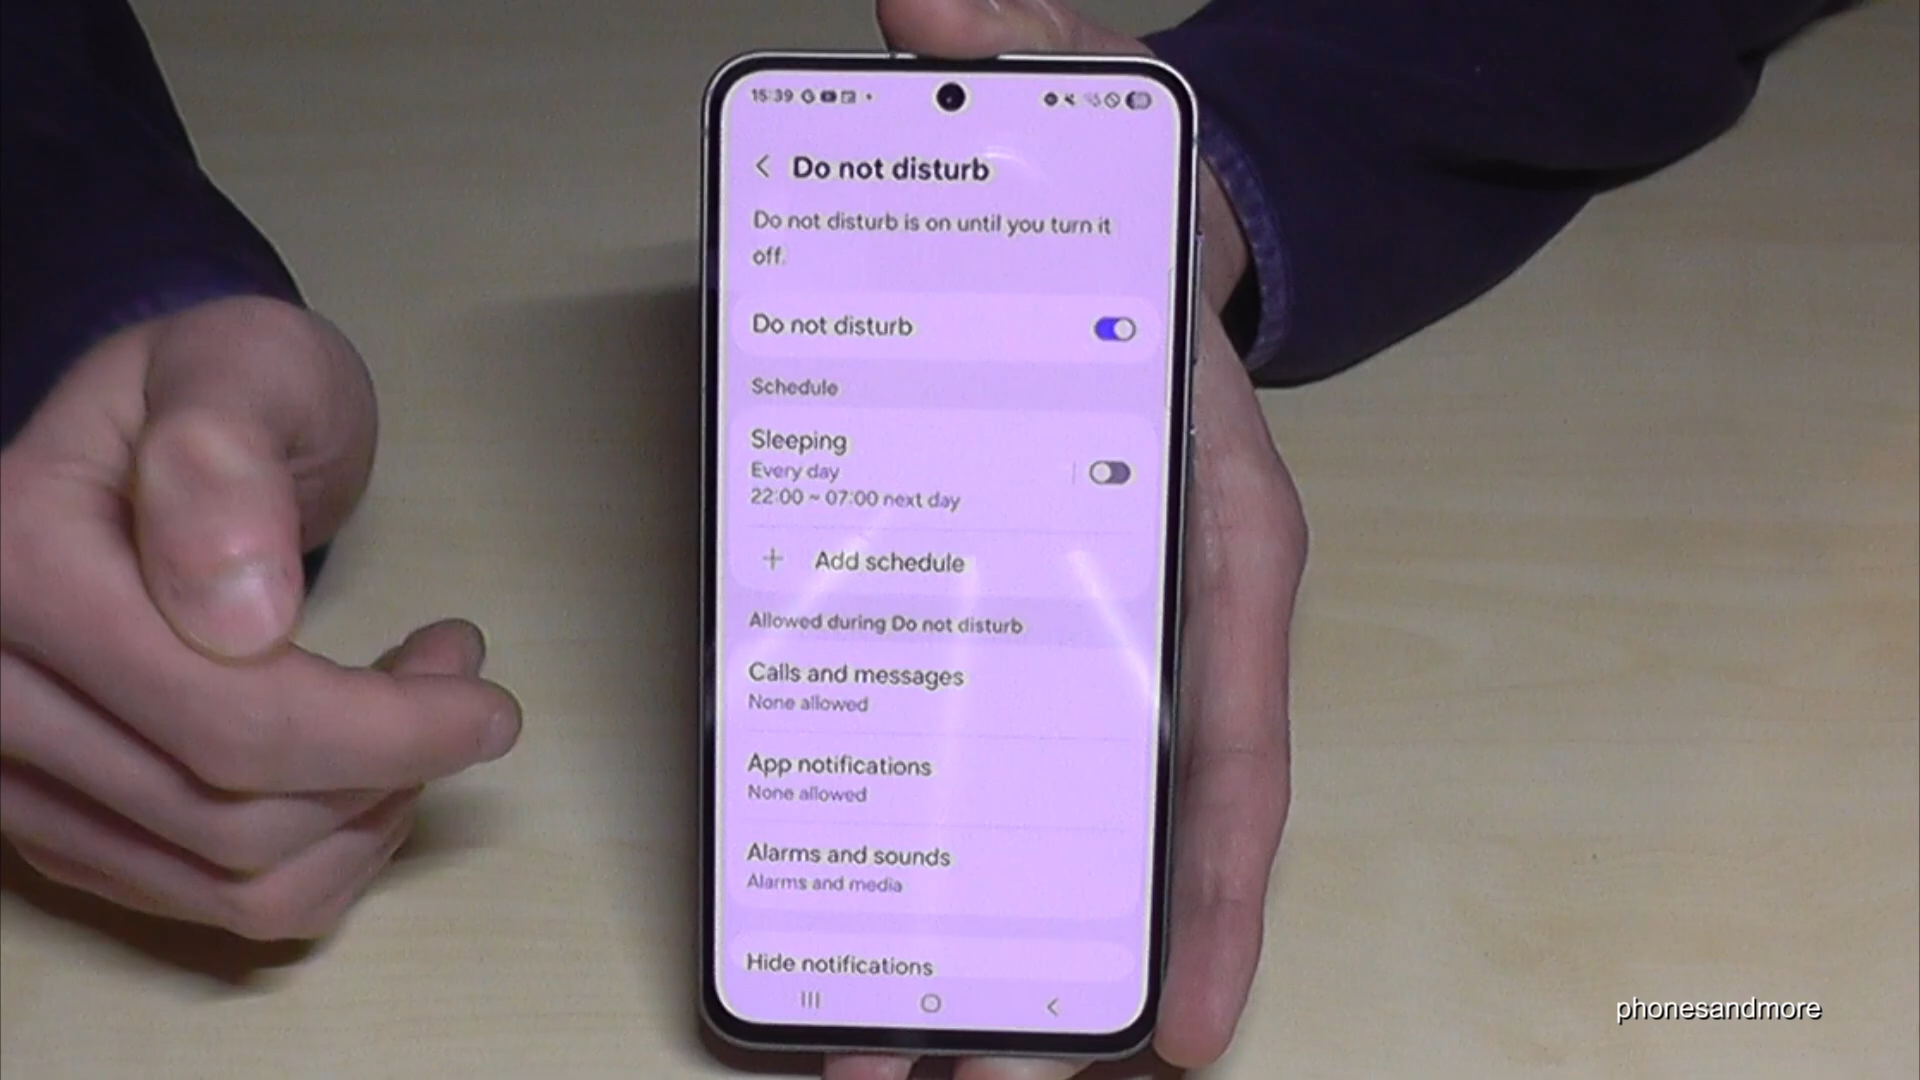 15:39
Do not disturb
Do not disturb is on until you turn it
off.
Do not disturb
Schedule
Sleeping
Every day
22:00 ~ 07:00 next day
+ Add schedule
Allowed during Do not disturb
Calls and messages
None allowed
App notifications
None allowed
Alarms and sounds
Alarms and media
Hide notifications
phonesandmore